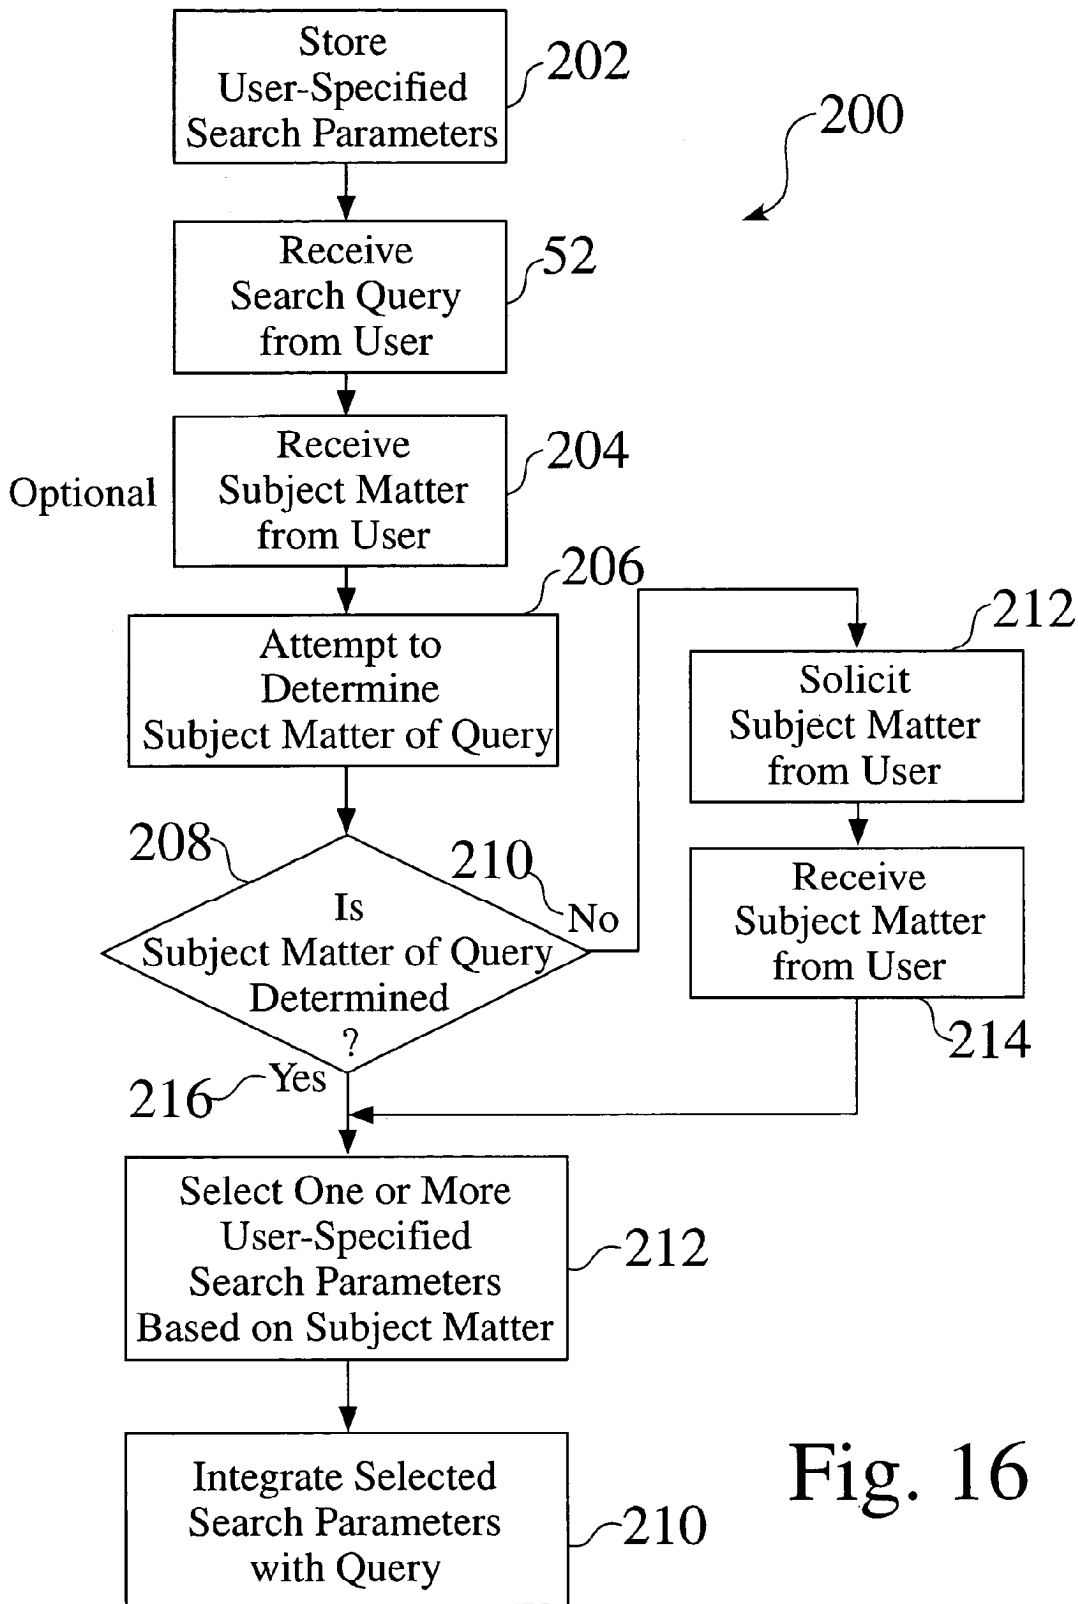 Store
User-Specified
Search Parameters
202
200
Receive
Search Query
from User
52
Optional
Receive
Subject Matter
from User
204
206
Attempt to
Determine
Subject Matter of Query
212
Solicit
Subject Matter
from User
208
210
No
Is
Subject Matter of Query
Determined
?
Receive
Subject Matter
from User
214
216
Yes
Select One or More
User-Specified
Search Parameters
Based on Subject Matter
212
Integrate Selected
Search Parameters
with Query
210
Fig. 16